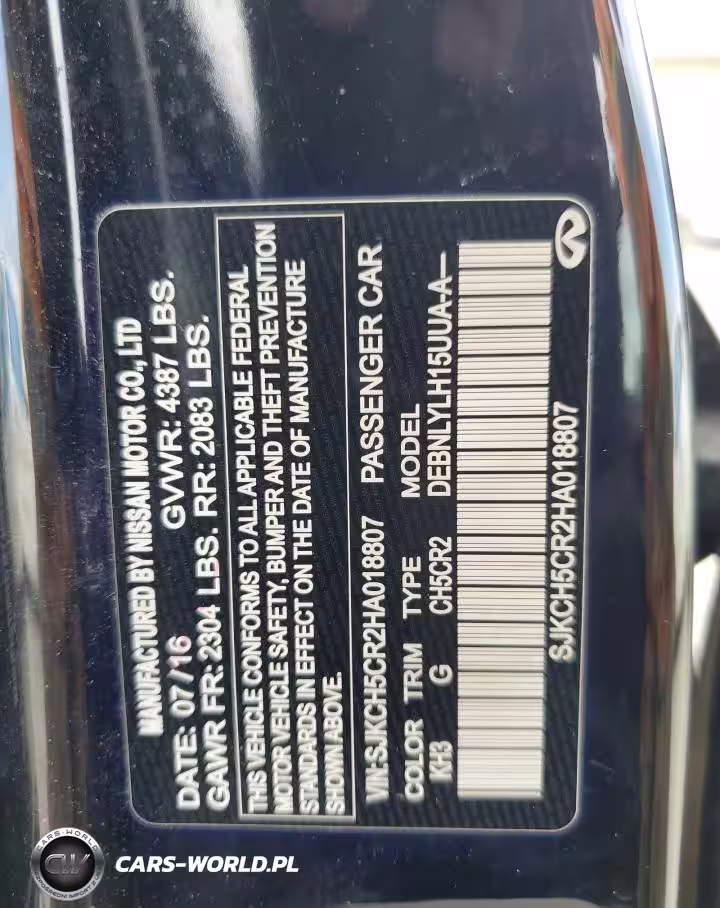 MANUFACTURED BY NISSAN MOTOR CO., LTD
DATE: 07/16 GVWR: 4387 LBS.
GAWR FR: 2304 LBS. RR: 2083 LBS.
THIS VEHICLE CONFORMS TO ALL APPLICABLE FEDERAL
MOTOR VEHICLE SAFETY, BUMPER AND THEFT PREVENTION
STANDARDS IN EFFECT ON THE DATE OF MANUFACTURE
SHOWN ABOVE.
VIN:SJKCH5CR2HA018807 PASSENGER CAR
COLOR TRIM TYPE MODEL
KH3 G CH5CR2 DEBNLYLH15UUA-A—
SJKCH5CR2HA018807
CARS-WORLD
CW
CARS-WORLD.PL